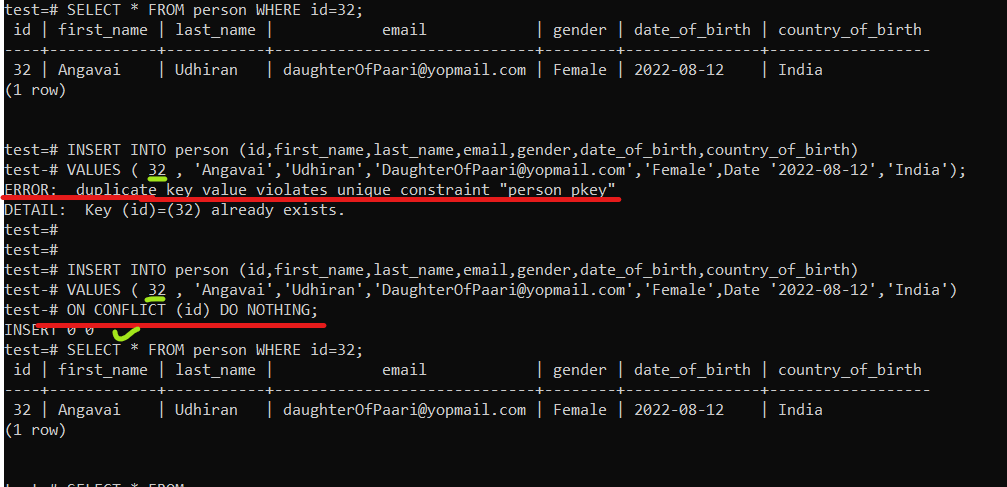 test=# SELECT * FROM person WHERE id=32;
 id | first_name | last_name |            email             | gender | date_of_birth | country_of_birth
----+------------+-----------+------------------------------+--------+---------------+------------------
 32 | Angavai    | Udhiran   | daughterOfPaari@yopmail.com | Female | 2022-08-12    | India
(1 row)
test=# INSERT INTO person (id,first_name,last_name,email,gender,date_of_birth,country_of_birth)
test-# VALUES ( 32 , 'Angavai','Udhiran','DaughterOfPaari@yopmail.com','Female',Date '2022-08-12','India');
ERROR:  duplicate key value violates unique constraint "person_pkey"
DETAIL:  Key (id)=(32) already exists.
test=#
test=#
test=# INSERT INTO person (id,first_name,last_name,email,gender,date_of_birth,country_of_birth)
test-# VALUES ( 32 , 'Angavai','Udhiran','DaughterOfPaari@yopmail.com','Female',Date '2022-08-12','India')
test-# ON CONFLICT (id) DO NOTHING;
INSERT 0 0
test=# SELECT * FROM person WHERE id=32;
 id | first_name | last_name |            email             | gender | date_of_birth | country_of_birth
----+------------+-----------+------------------------------+--------+---------------+------------------
 32 | Angavai    | Udhiran   | daughterOfPaari@yopmail.com | Female | 2022-08-12    | India
(1 row)
test=# SELECT * FROM